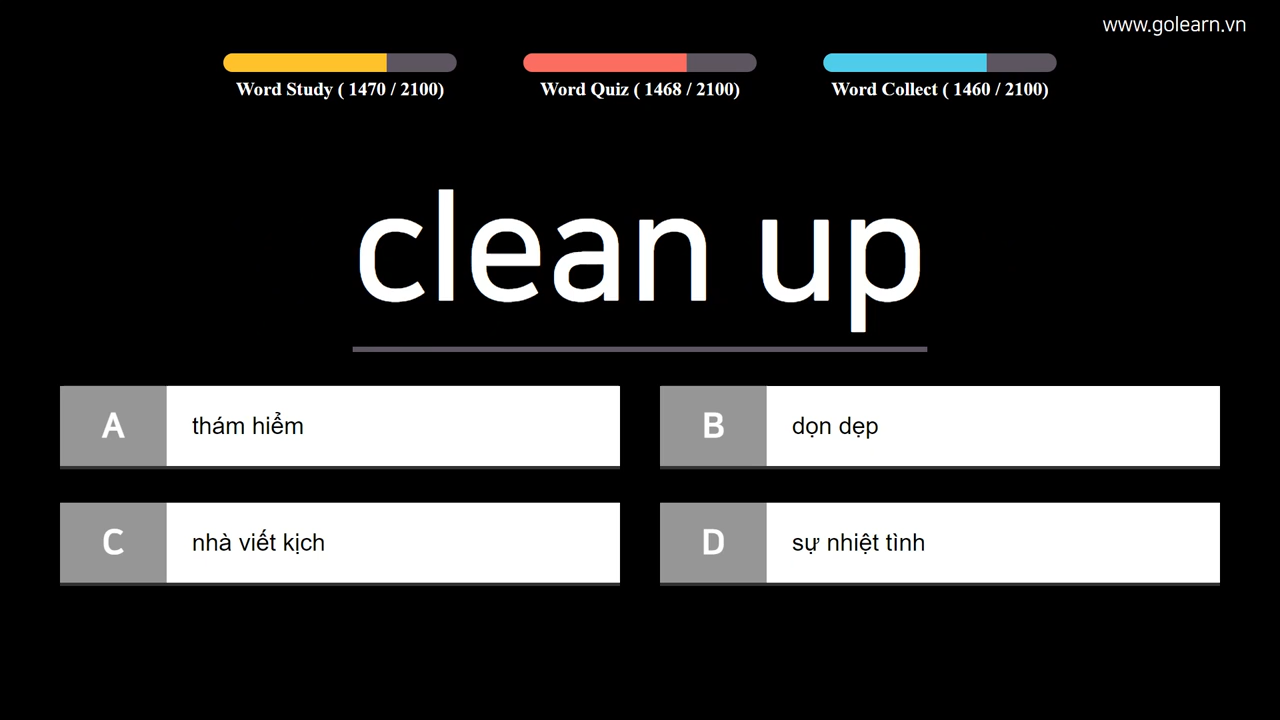 www.golearn.vn
Word Study ( 1470 / 2100)
Word Quiz ( 1468 / 2100)
Word Collect ( 1460 / 2100)
clean up
A thám hiểm
B dọn dẹp
C nhà viết kịch
D sự nhiệt tình